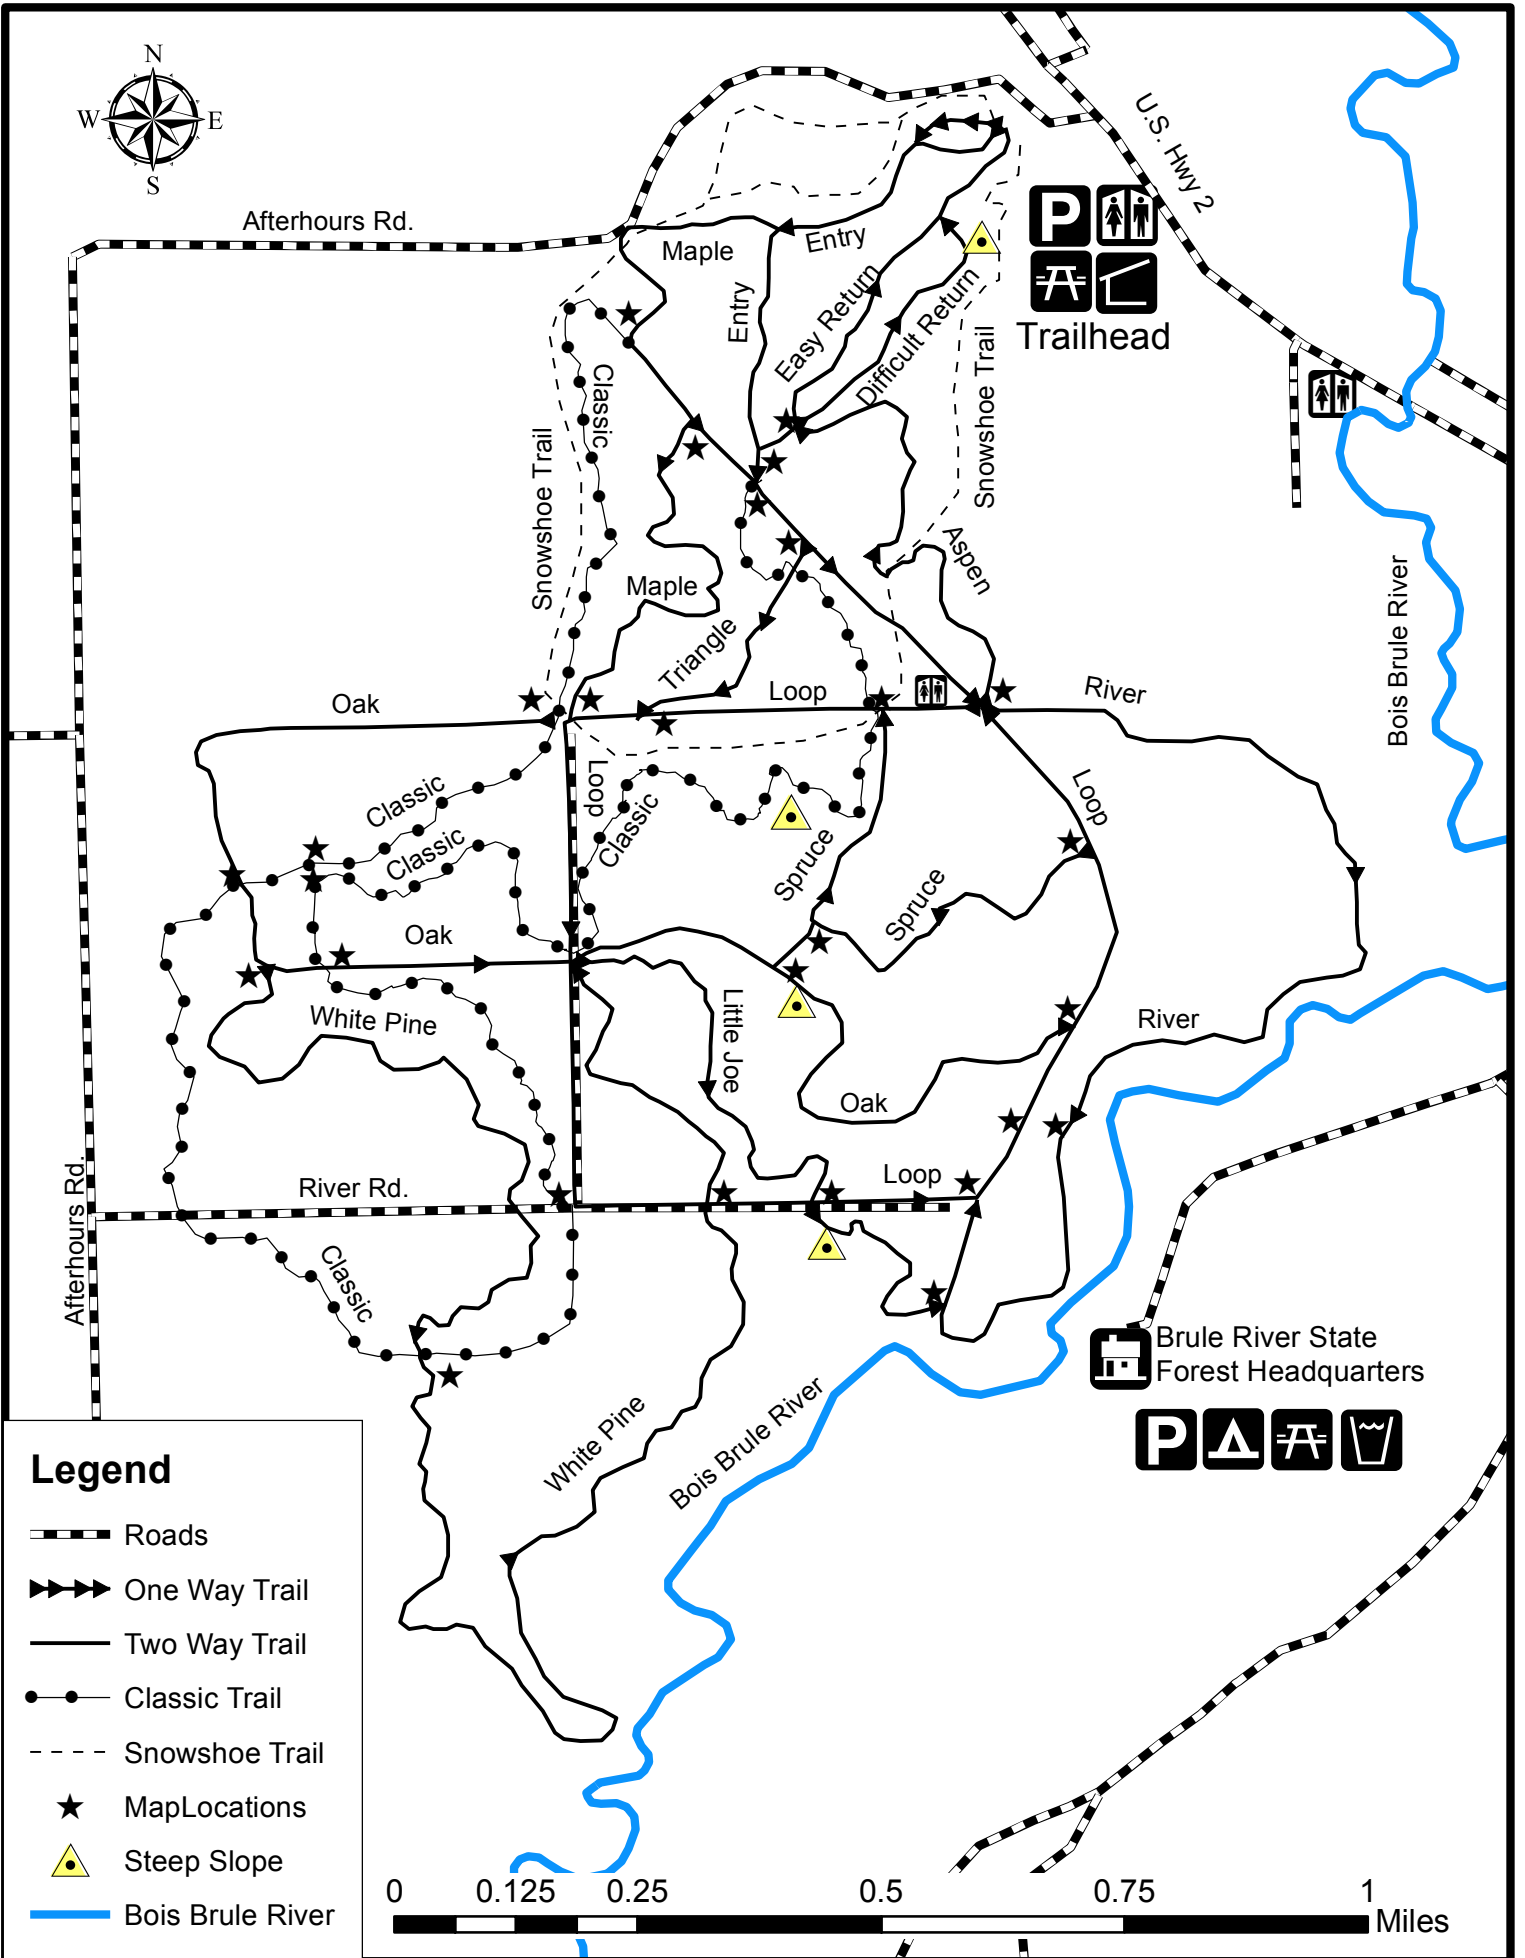 N
W
E
S
U.S. Hwy 2
Afterhours Rd.
Maple
Entry
Entry
Easy Return
Difficult Return
P
Trailhead
Classic
Snowshoe Trail
Snowshoe Trail
Aspen
Maple
Triangle
Bois Brule River
Oak
Loop
River
Loop
Classic
Classic
Classic
Loop
Spruce
Spruce
Oak
White Pine
Little Joe
River
Oak
Afterhours Rd.
River Rd.
Loop
Classic
Brule River State
Forest Headquarters
P
White Pine
Bois Brule River
Legend
Roads
One Way Trail
Two Way Trail
Classic Trail
Snowshoe Trail
MapLocations
Steep Slope
Bois Brule River
0 0.125 0.25 0.5 0.75 1
Miles